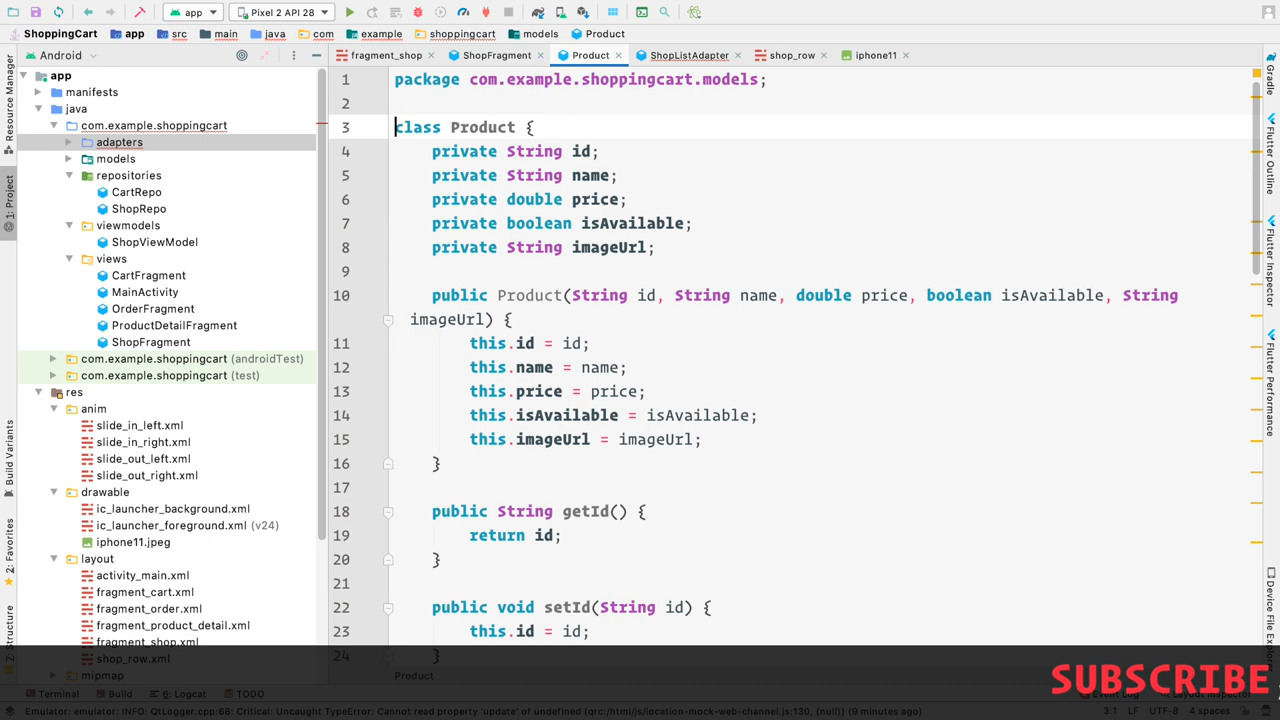 app
Pixel 2 API 28
ShoppingCart
app
src
main
java
com
example
shoppingcart
models
Product
Android
fragment_shop
ShopFragment
Product
ShopListAdapter
shop_row
iphone11
Resource Manager
1: Project
Build Variants
2: Favorites
Z: Structure
app
manifests
java
com.example.shoppingcart
adapters
models
repositories
CartRepo
ShopRepo
viewmodels
ShopViewModel
views
CartFragment
MainActivity
OrderFragment
ProductDetailFragment
ShopFragment
com.example.shoppingcart (androidTest)
com.example.shoppingcart (test)
res
anim
slide_in_left.xml
slide_in_right.xml
slide_out_left.xml
slide_out_right.xml
drawable
ic_launcher_background.xml
ic_launcher_foreground.xml (v24)
iphone11.jpeg
layout
activity_main.xml
fragment_cart.xml
fragment_order.xml
fragment_product_detail.xml
fragment_shop.xml
shop_row.xml
mipmap
1 package com.example.shoppingcart.models;
2
3 class Product {
4 private String id;
5 private String name;
6 private double price;
7 private boolean isAvailable;
8 private String imageUrl;
9
10 public Product(String id, String name, double price, boolean isAvailable, String
imageUrl) {
11 this.id = id;
12 this.name = name;
13 this.price = price;
14 this.isAvailable = isAvailable;
15 this.imageUrl = imageUrl;
16 }
17
18 public String getId() {
19 return id;
20 }
21
22 public void setId(String id) {
23 this.id = id;
24 }
Product
Gradle
Flutter Outline
Flutter Inspector
Flutter Performance
Device File Explorer
SUBSCRIBE
Terminal
Build
6: Logcat
TODO
Event Log
Layout Inspector
Emulator: emulator: INFO: QtLogger.cpp:68: Critical: Uncaught TypeError: Cannot read property 'update' of undefined (qrc:/html/js/location-mock-web-channel.js:130, (null)) (9 minutes ago)
3:1 LF UTF-8 4 spaces